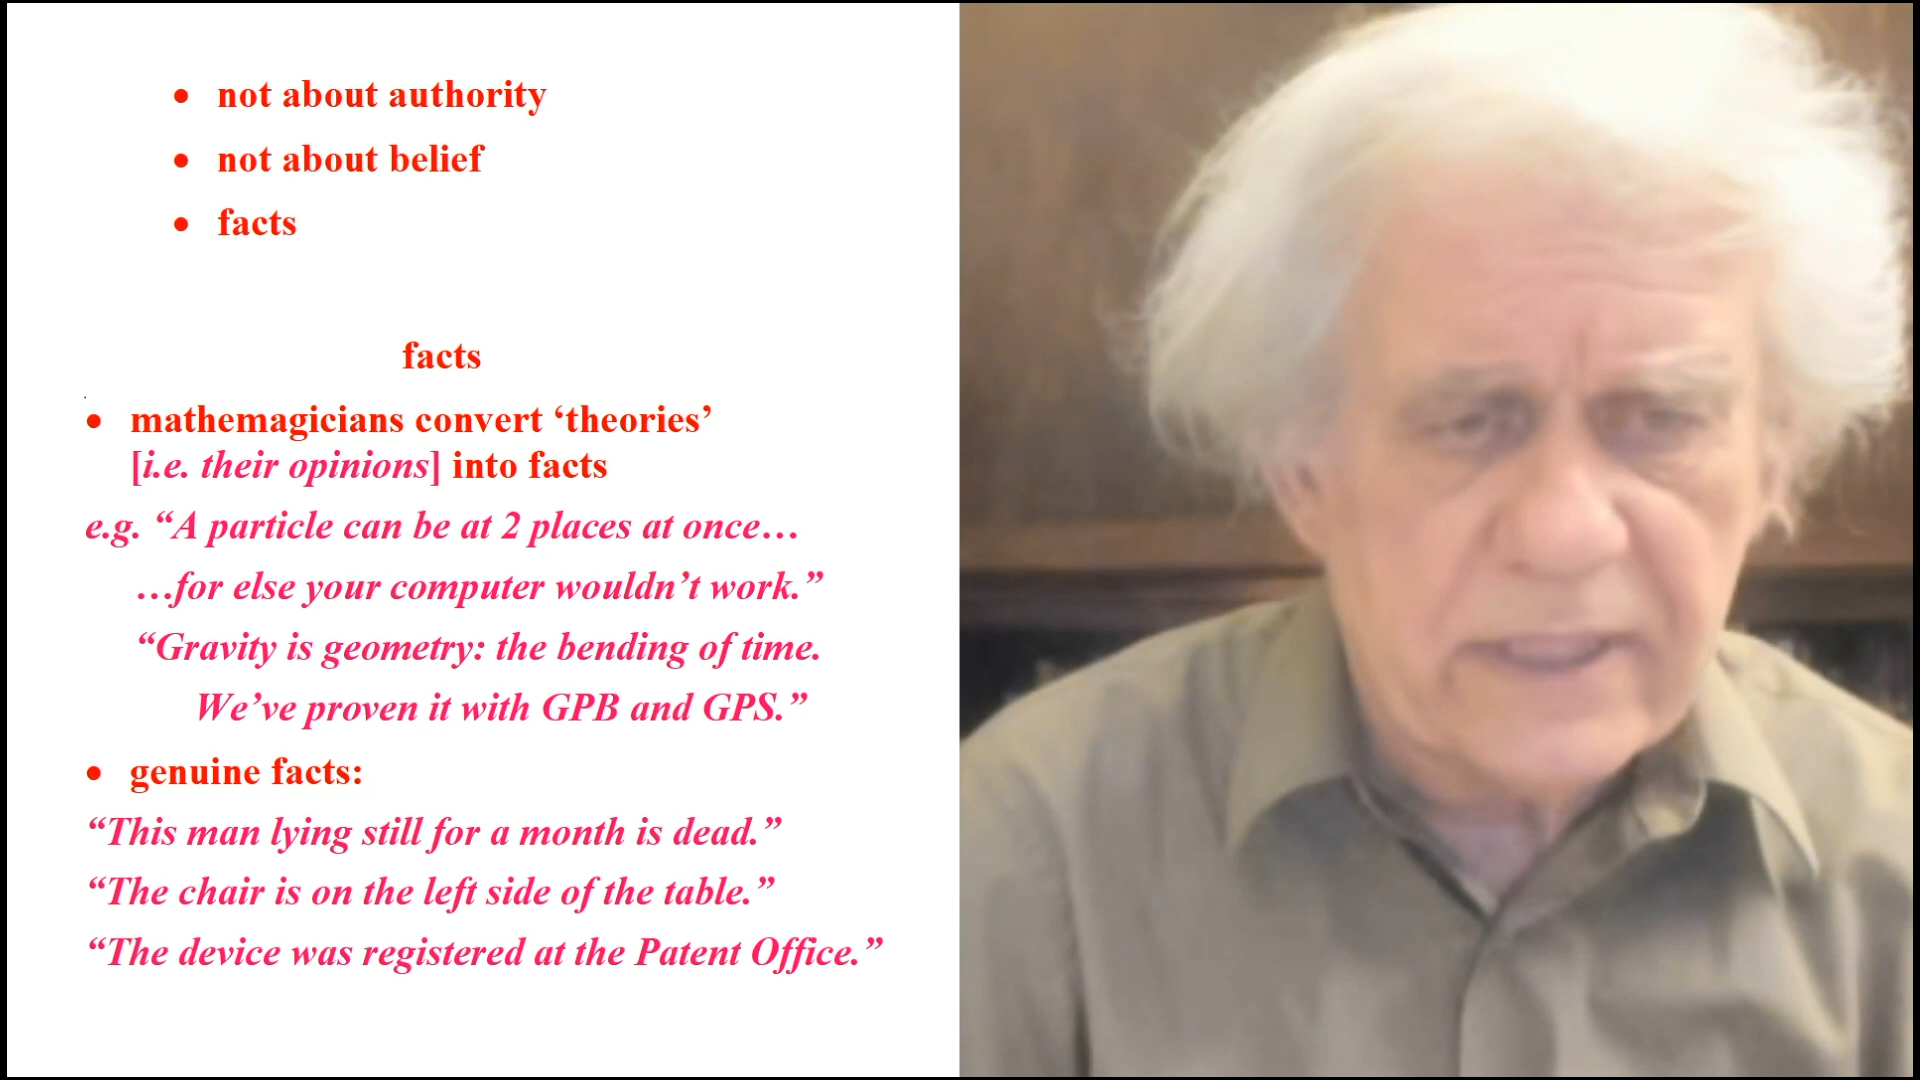 • not about authority
• not about belief
• facts
facts
• mathemagicians convert ‘theories’
[i.e. their opinions] into facts
e.g. “A particle can be at 2 places at once…
…for else your computer wouldn’t work.”
“Gravity is geometry: the bending of time.
We’ve proven it with GPB and GPS.”
• genuine facts:
“This man lying still for a month is dead.”
“The chair is on the left side of the table.”
“The device was registered at the Patent Office.”